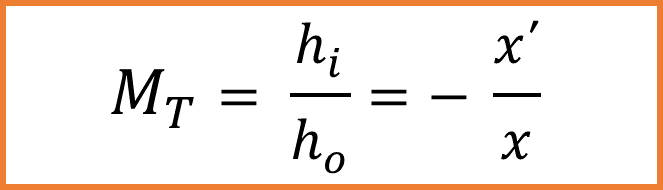 M_T = h_i / h_o = − x′ / x